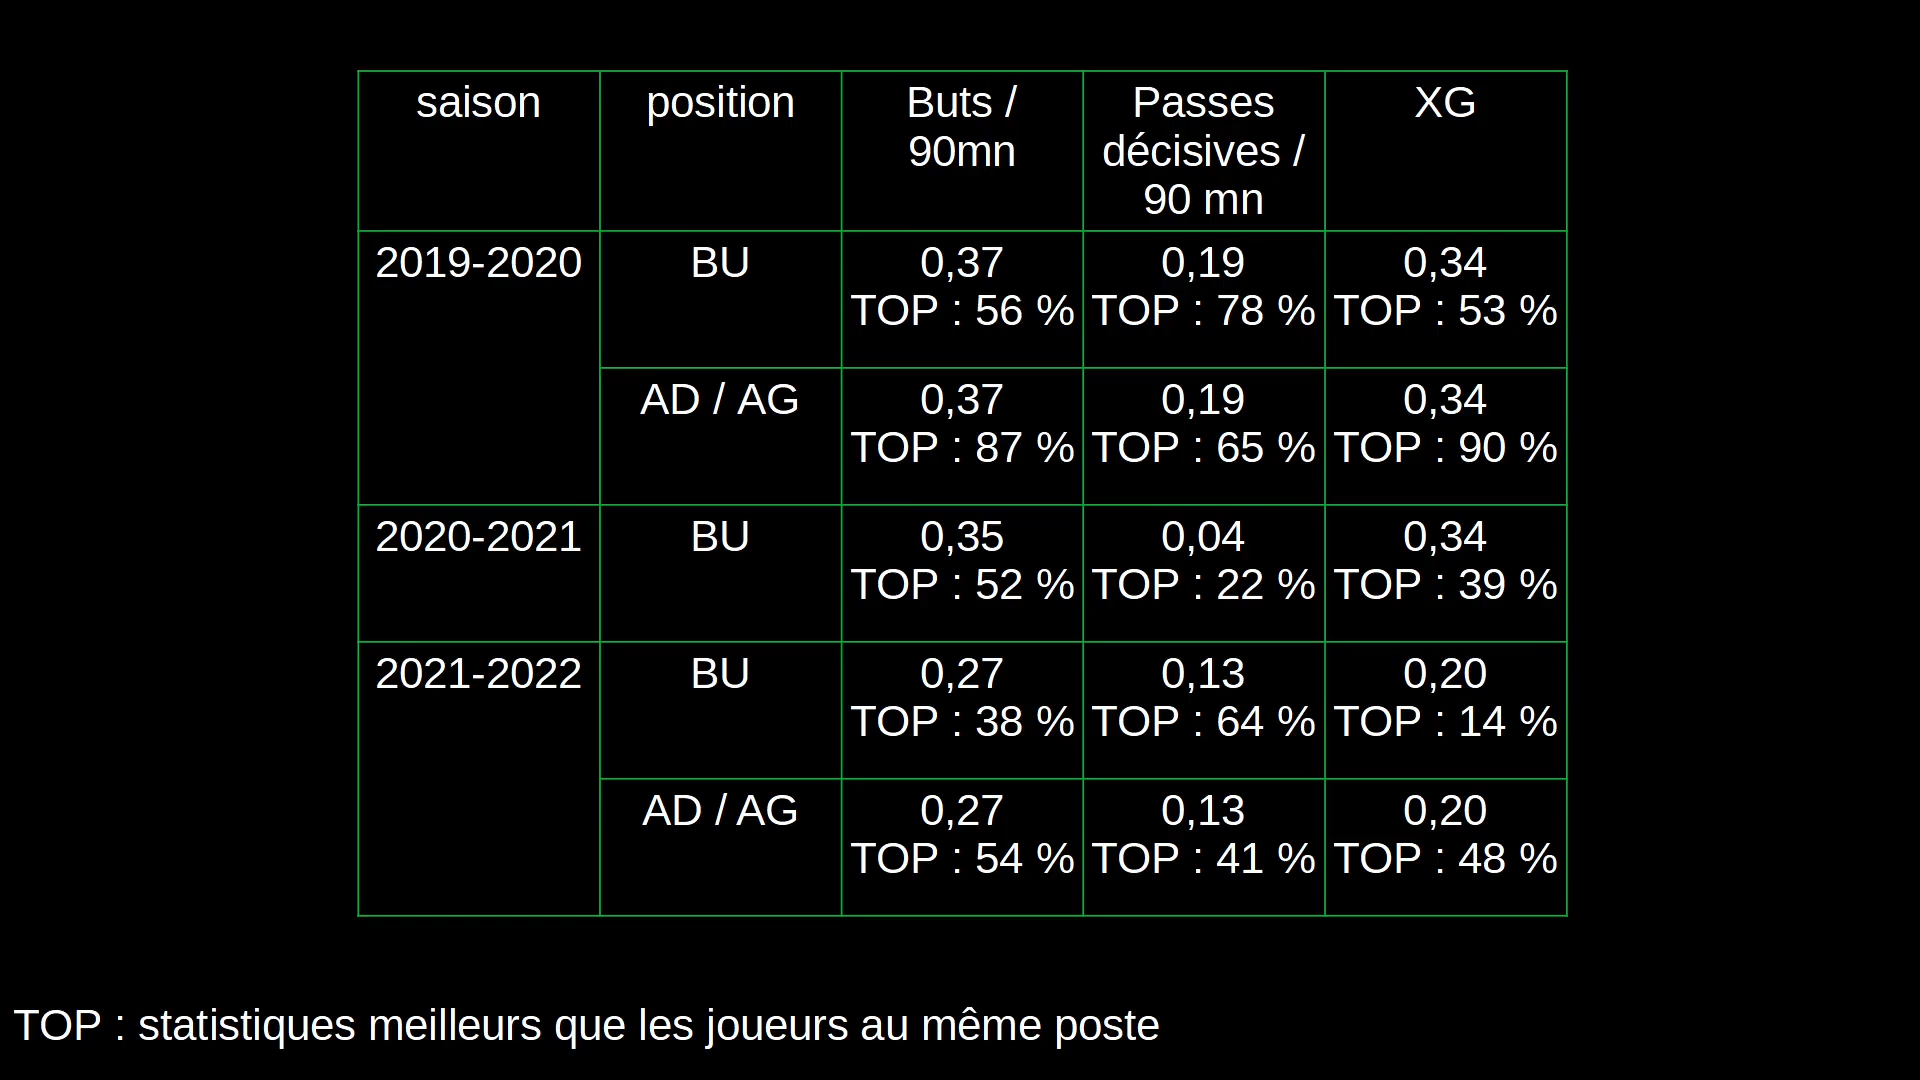 saison
position
Buts /
90mn
Passes
décisives /
90 mn
XG
2019-2020
BU
0,37
TOP : 56 %
0,19
TOP : 78 %
0,34
TOP : 53 %
AD / AG
0,37
TOP : 87 %
0,19
TOP : 65 %
0,34
TOP : 90 %
2020-2021
BU
0,35
TOP : 52 %
0,04
TOP : 22 %
0,34
TOP : 39 %
2021-2022
BU
0,27
TOP : 38 %
0,13
TOP : 64 %
0,20
TOP : 14 %
AD / AG
0,27
TOP : 54 %
0,13
TOP : 41 %
0,20
TOP : 48 %
TOP : statistiques meilleurs que les joueurs au même poste